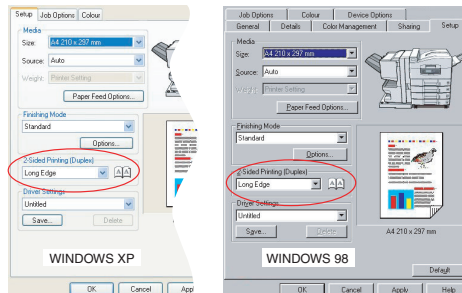 Setup Job Options Colour
Media
Size: A4 210 x 297 mm
Source: Auto
Weight: Printer Setting
Paper Feed Options...
Finishing Mode
Standard
Options...
2-Sided Printing (Duplex)
Long Edge
Driver Settings
Untitled
Save... Delete
WINDOWS XP
OK Cancel Appl
Job Options Colour Device Options
General Details Color Management Sharing Setup
Media
Size: A4 210 x 297 mm
Source: Auto
Weight: Printer Setting
Paper Feed Options...
Finishing Mode
Standard
Options...
2-Sided Printing (Duplex)
Long Edge
Driver Settings
Untitled
Save... Delete
A4 210 x 297 mm
WINDOWS 98
Default
OK Cancel Apply Help